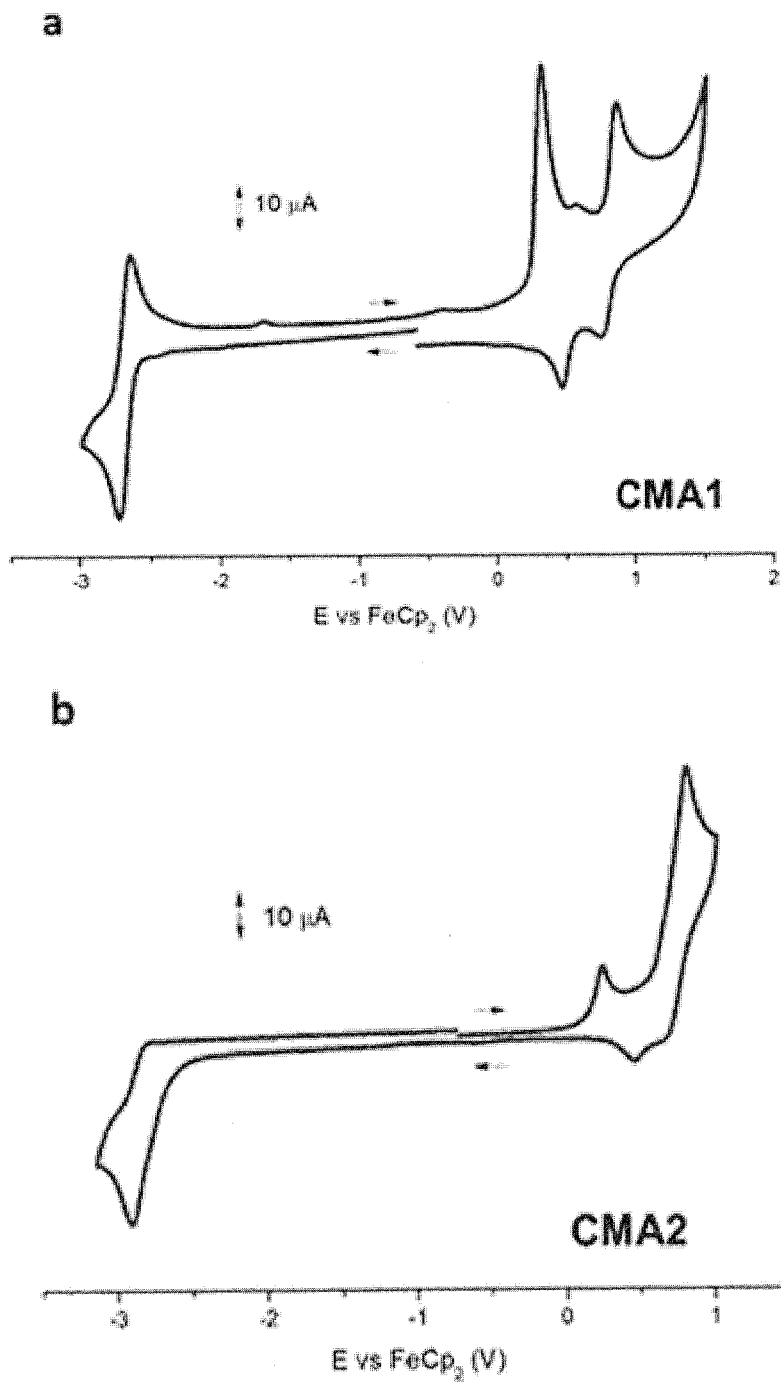 a
10 μA
CMA1
-3 -2 -1 0 1 2
E vs FeCp₂ (V)
b
10 μA
CMA2
-3 -2 -1 0 1
E vs FeCp₂ (V)